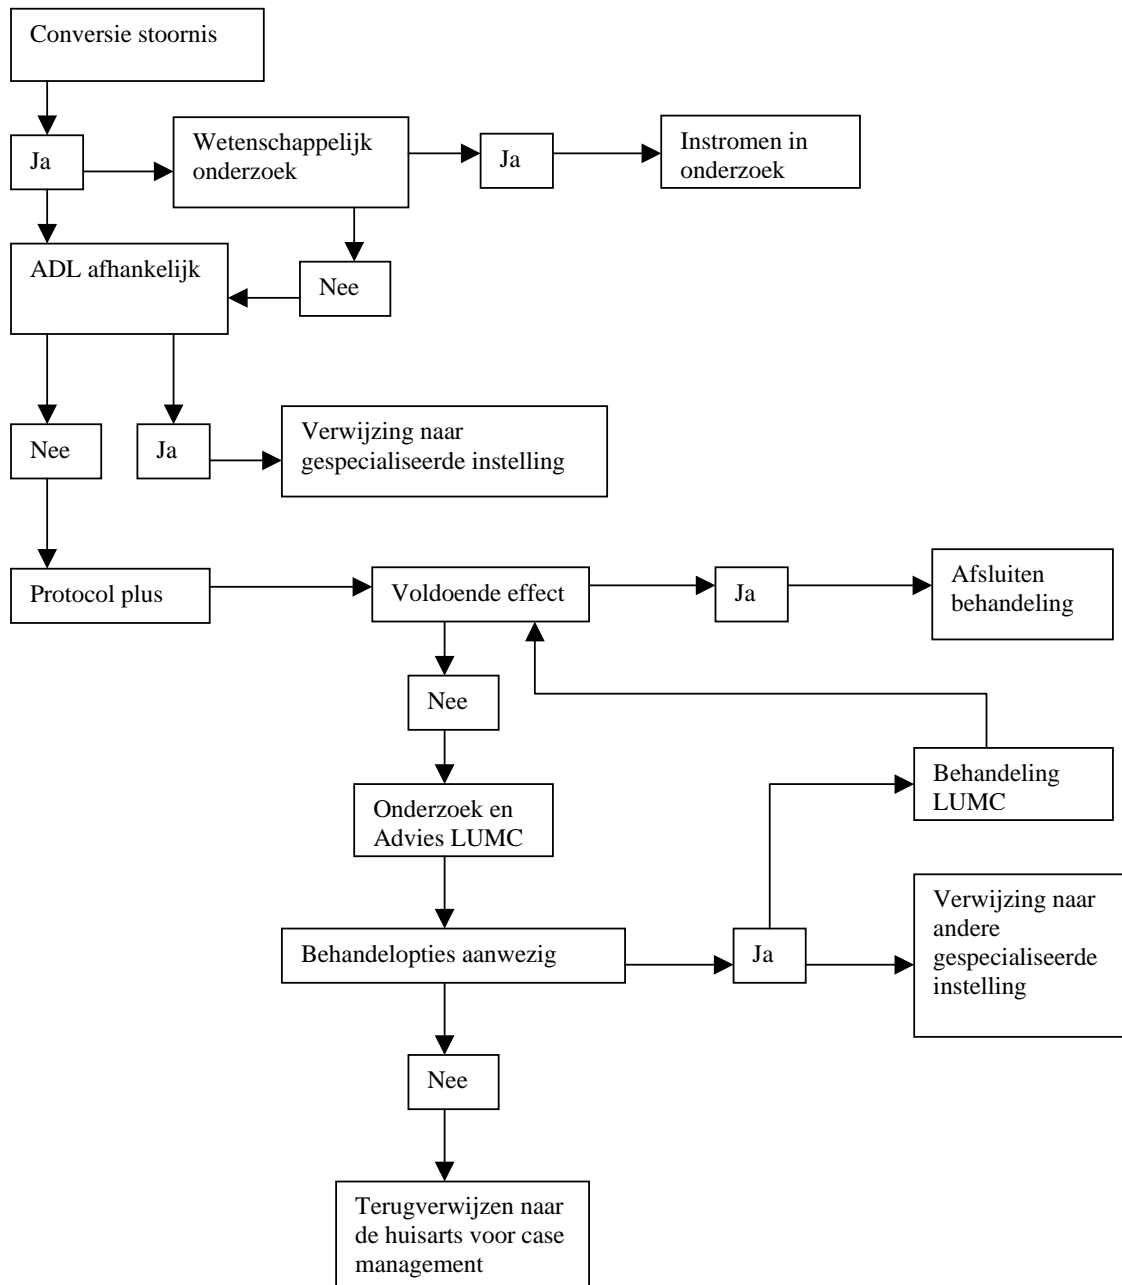 Conversie stoornis
Ja
Wetenschappelijk
onderzoek
Ja
Instromen in
onderzoek
ADL afhankelijk
Nee
Nee
Ja
Verwijzing naar
gespecialiseerde instelling
Protocol plus
Voldoende effect
Ja
Afsluiten
behandeling
Nee
Behandeling
LUMC
Onderzoek en
Advies LUMC
Behandelopties aanwezig
Ja
Verwijzing naar
andere
gespecialiseerde
instelling
Nee
Terugverwijzen naar
de huisarts voor case
management